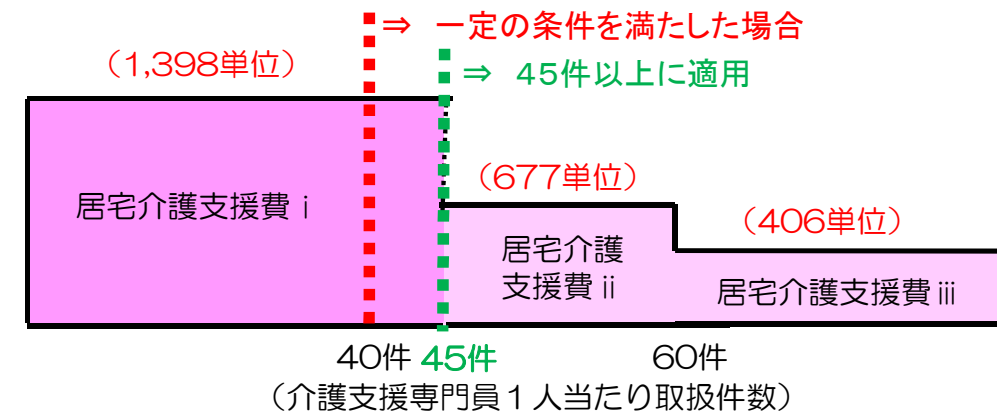 ⇒ 一定の条件を満たした場合
（1,398単位）
⇒ 45件以上に適用
（677単位）
居宅介護支援費ⅰ
（406単位）
居宅介護
支援費ⅱ
居宅介護支援費ⅲ
40件 45件 60件
（介護支援専門員１人当たり取扱件数）